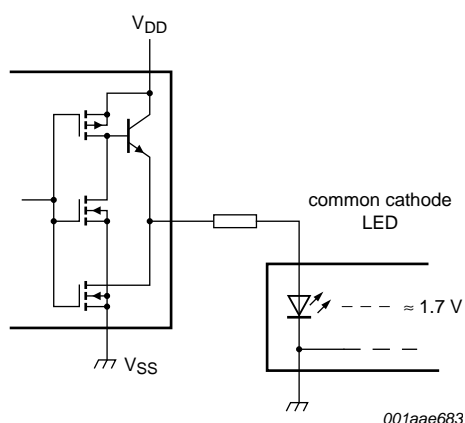 V_DD
common cathode
LED
≈ 1.7 V
V_SS
001aae683